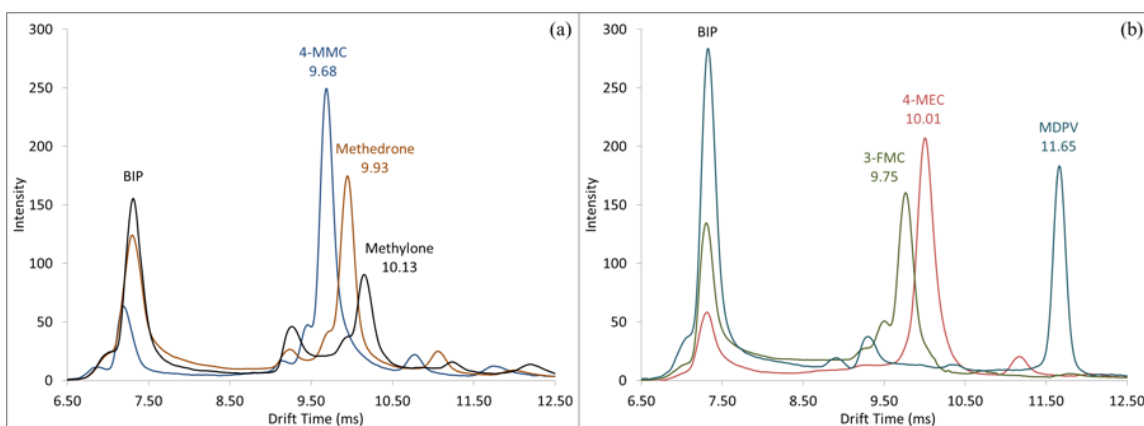 (a)
300
250
200
150
100
50
0
Intensity
4-MMC
9.68
Methedrone
9.93
BIP
Methylone
10.13
6.50 7.50 8.50 9.50 10.50 11.50 12.50
Drift Time (ms)
(b)
300
250
200
150
100
50
0
Intensity
BIP
4-MEC
10.01
MDPV
11.65
3-FMC
9.75
6.50 7.50 8.50 9.50 10.50 11.50 12.50
Drift Time (ms)